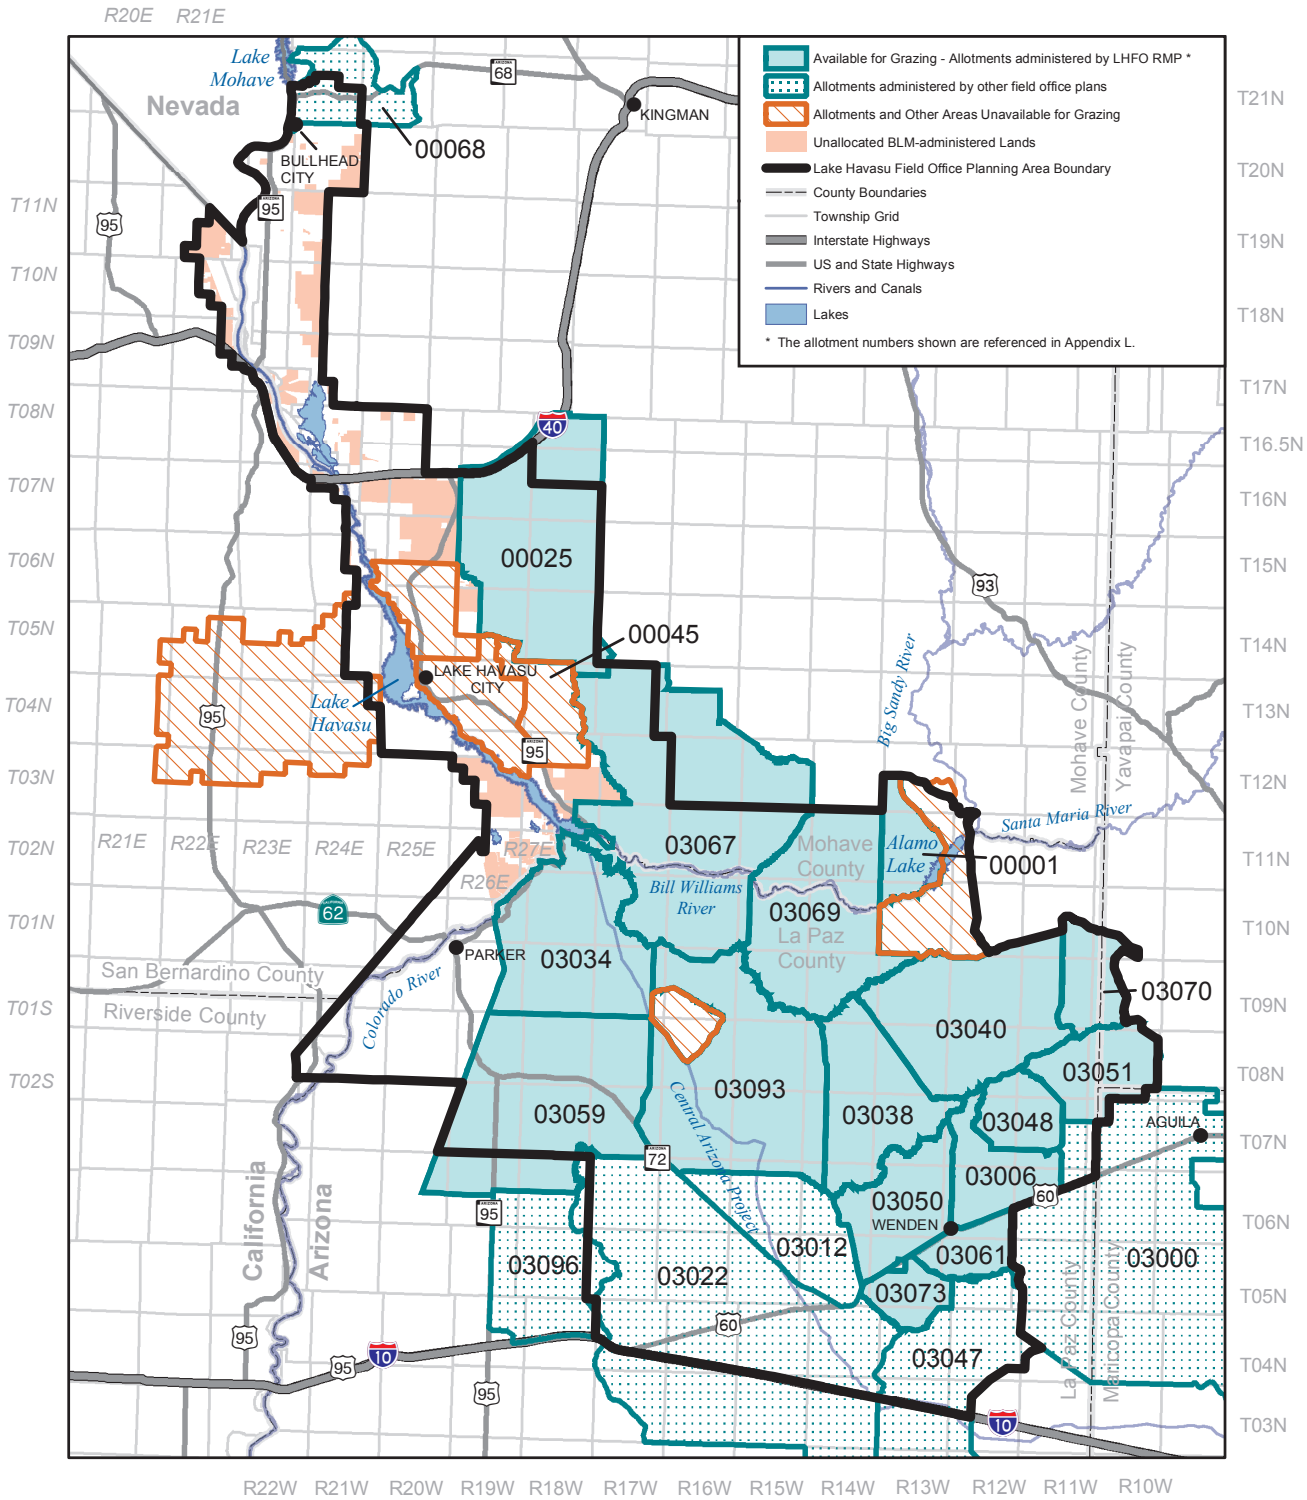 R20E R21E
Lake
Mohave
Nevada
ARIZONA
68
KINGMAN
00068
BULLHEAD
CITY
ARIZONA
95
95
Available for Grazing - Allotments administered by LHFO RMP *
Allotments administered by other field office plans
Allotments and Other Areas Unavailable for Grazing
Unallocated BLM-administered Lands
Lake Havasu Field Office Planning Area Boundary
County Boundaries
Township Grid
Interstate Highways
US and State Highways
Rivers and Canals
Lakes
* The allotment numbers shown are referenced in Appendix L.
T11N
T10N
T09N
T08N
T07N
T06N
T05N
T04N
T03N
T02N
T01N
T01S
T02S
T21N
T20N
T19N
T18N
T17N
T16.5N
T16N
T15N
T14N
T13N
T12N
T11N
T10N
T09N
T08N
T07N
T06N
T05N
T04N
T03N
40
00025
93
00045
LAKE HAVASU
CITY
Lake
Havasu
95
ARIZONA
95
Big Sandy River
Mohave County
Yavapai County
Santa Maria River
R21E R22E R23E R24E R25E R27E
R26E
03067
Mohave
County
Alamo
Lake
00001
Bill Williams
River
03069
La Paz
County
CALIFORNIA
62
PARKER
03034
San Bernardino County
Riverside County
Colorado River
03070
03040
03051
03093
03038
03048
03059
AGUILA
Central Arizona Project
ARIZONA
72
California
Arizona
03006
03050
60
WENDEN
ARIZONA
95
03012
03061
03000
03096
03022
03073
La Paz County
Maricopa County
60
95
10
95
03047
95
10
R22W R21W R20W R19W R18W R17W R16W R15W R14W R13W R12W R11W R10W